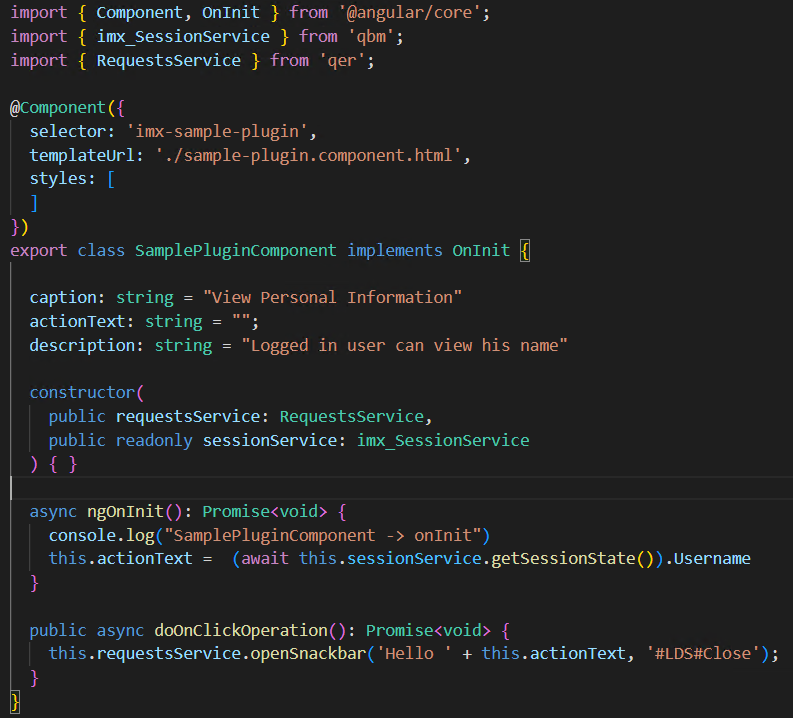 import { Component, OnInit } from '@angular/core';
import { imx_SessionService } from 'qbm';
import { RequestsService } from 'qer';

@Component({
  selector: 'imx-sample-plugin',
  templateUrl: './sample-plugin.component.html',
  styles: [
  ]
})
export class SamplePluginComponent implements OnInit {

  caption: string = "View Personal Information"
  actionText: string = "";
  description: string = "Logged in user can view his name"

  constructor(
    public requestsService: RequestsService,
    public readonly sessionService: imx_SessionService
  ) { }

  async ngOnInit(): Promise<void> {
    console.log("SamplePluginComponent -> onInit")
    this.actionText =  (await this.sessionService.getSessionState()).Username
  }

  public async doOnClickOperation(): Promise<void> {
    this.requestsService.openSnackbar('Hello ' + this.actionText, '#LDS#Close');
  }
}